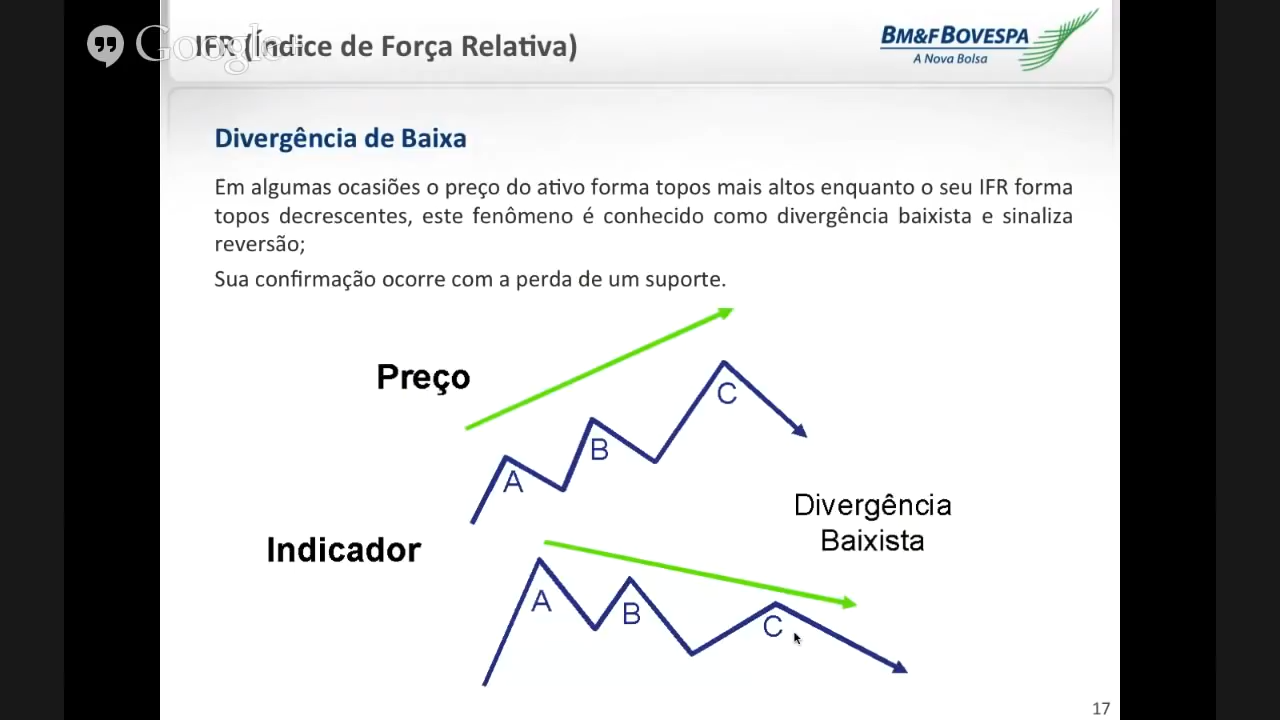 Google+
IFR (Índice de Força Relativa)
BM&FBOVESPA
A Nova Bolsa
Divergência de Baixa
Em algumas ocasiões o preço do ativo forma topos mais altos enquanto o seu IFR forma
topos decrescentes, este fenômeno é conhecido como divergência baixista e sinaliza
reversão;
Sua confirmação ocorre com a perda de um suporte.
Preço
C
B
A
Divergência
Baixista
Indicador
A
B
C
17